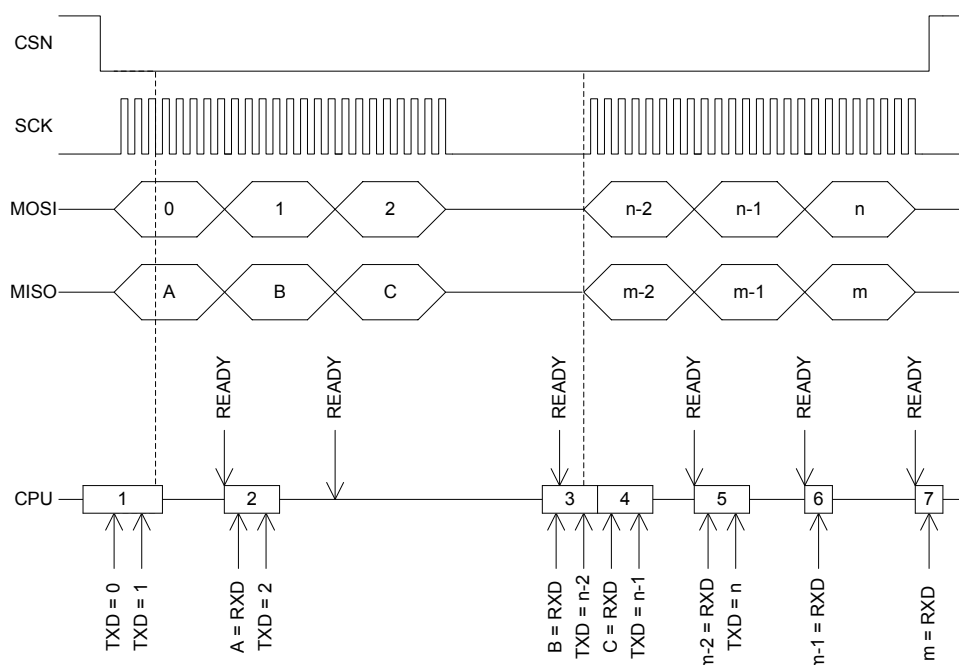 CSN
SCK
MOSI 0 1 2 n-2 n-1 n
MISO A B C m-2 m-1 m
READY READY READY READY READY READY
CPU 1 2 3 4 5 6 7
TXD = 0
TXD = 1
A = RXD
TXD = 2
B = RXD
TXD = n-2
C = RXD
TXD = n-1
m-2 = RXD
TXD = n
m-1 = RXD
m = RXD